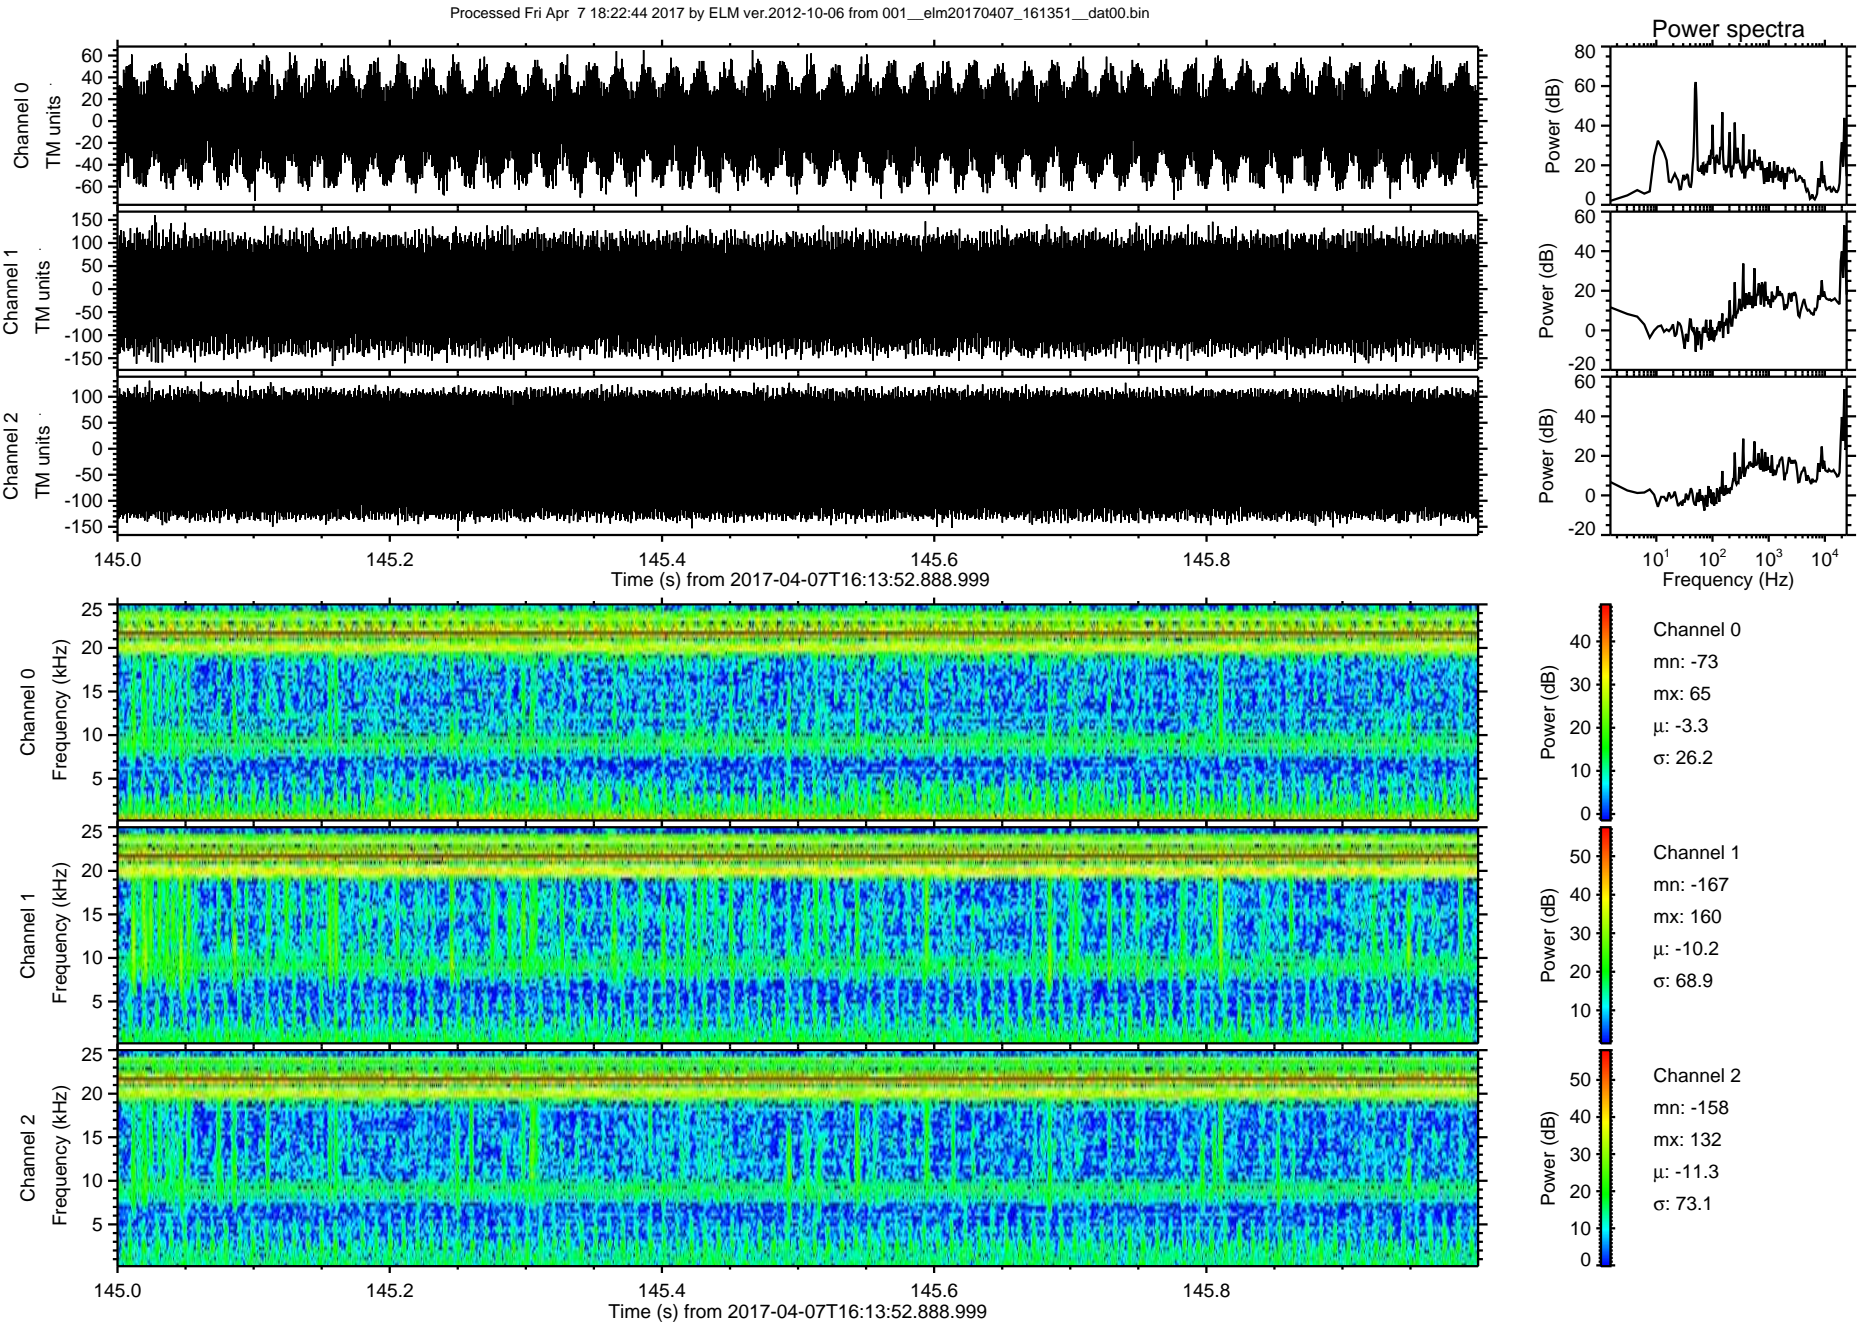 Processed Fri Apr  7 18:22:44 2017 by ELM ver.2012-10-06 from 001__elm20170407_161351__dat00.bin
Power spectra
Channel 0
TM units
60
40
20
0
-20
-40
-60
Power (dB)
80
60
40
20
0
Channel 1
TM units
150
100
50
0
-50
-100
-150
Power (dB)
60
40
20
0
-20
Channel 2
TM units
100
50
0
-50
-100
-150
Power (dB)
60
40
20
0
-20
145.0 145.2 145.4 145.6 145.8
Time (s) from 2017-04-07T16:13:52.888.999
10¹ 10² 10³ 10⁴
Frequency (Hz)
Channel 0
Frequency (kHz)
25
20
15
10
5
Power (dB)
40
30
20
10
0
Channel 0
mn: -73
mx: 65
μ: -3.3
σ: 26.2
Channel 1
Frequency (kHz)
25
20
15
10
5
Power (dB)
50
40
30
20
10
Channel 1
mn: -167
mx: 160
μ: -10.2
σ: 68.9
Channel 2
Frequency (kHz)
25
20
15
10
5
Power (dB)
50
40
30
20
10
0
Channel 2
mn: -158
mx: 132
μ: -11.3
σ: 73.1
145.0 145.2 145.4 145.6 145.8
Time (s) from 2017-04-07T16:13:52.888.999